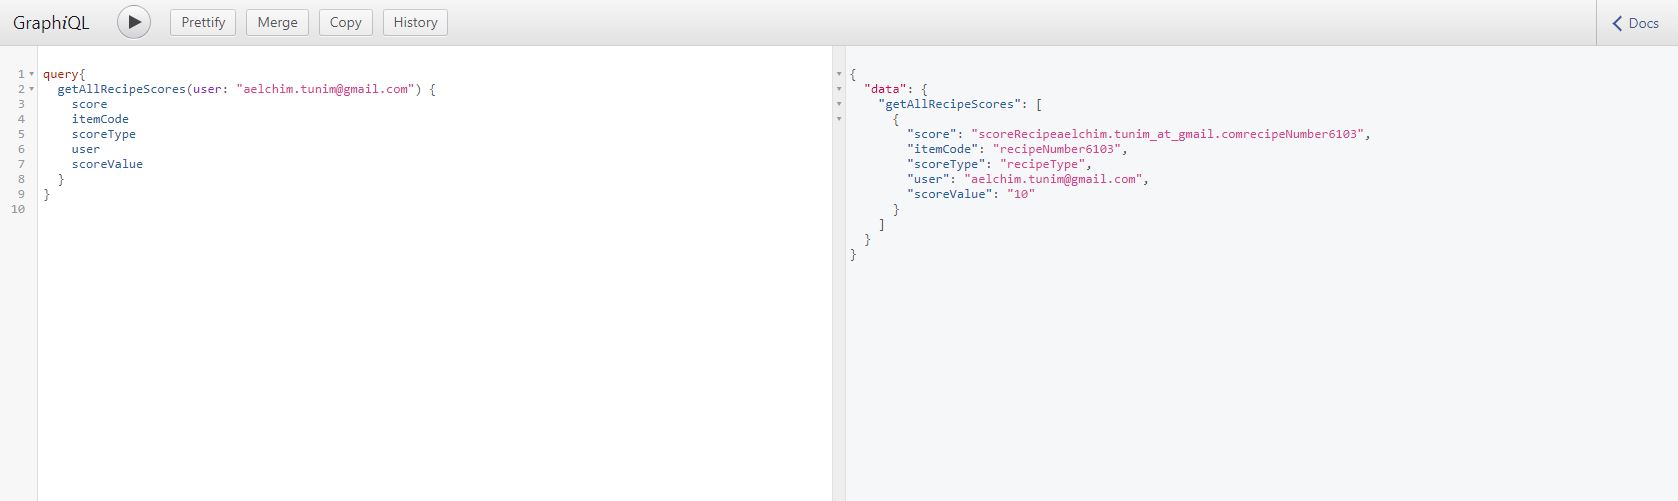 GraphiQL Prettify Merge Copy History Docs
1 query{
2 getAllRecipeScores(user: "aelchim.tunim@gmail.com") {
3 score
4 itemCode
5 scoreType
6 user
7 scoreValue
8 }
9 }
10
{
"data": {
"getAllRecipeScores": [
{
"score": "scoreRecipeaelchim.tunim_at_gmail.comrecipeNumber6103",
"itemCode": "recipeNumber6103",
"scoreType": "recipeType",
"user": "aelchim.tunim@gmail.com",
"scoreValue": "10"
}
]
}
}